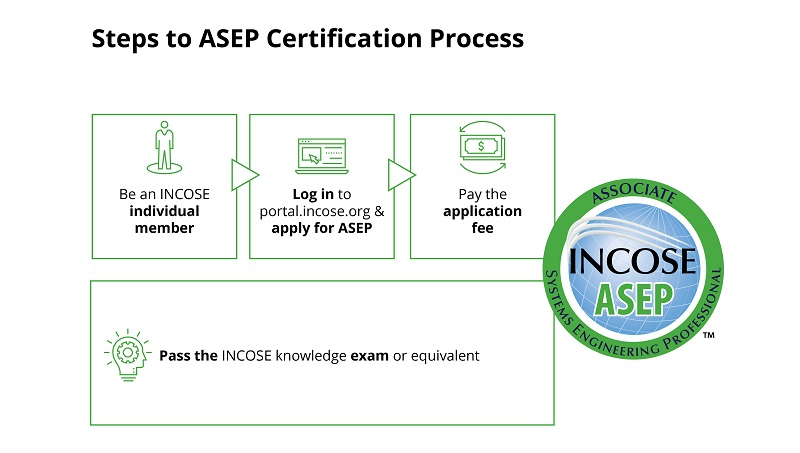 Steps to ASEP Certification Process
Be an INCOSE
individual
member
Log in to
portal.incose.org &
apply for ASEP
$
Pay the
application
fee
ASSOCIATE
INCOSE
ASEP
SYSTEMS ENGINEERING PROFESSIONAL
TM
Pass the INCOSE knowledge exam or equivalent